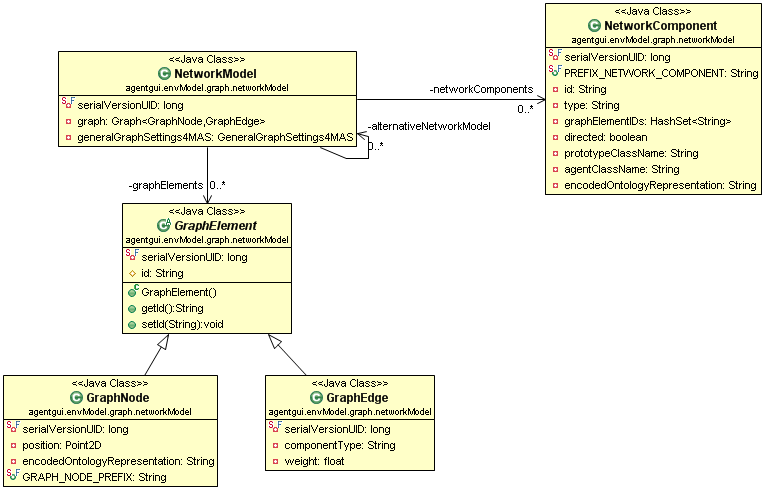 <<Java Class>>
NetworkModel
agentgui.envModel.graph.networkModel
serialVersionUID: long
graph: Graph<GraphNode,GraphEdge>
generalGraphSettings4MAS: GeneralGraphSettings4MAS
-networkComponents
0..*
-alternativeNetworkModel
0..*
<<Java Class>>
NetworkComponent
agentgui.envModel.graph.networkModel
serialVersionUID: long
PREFIX_NETWORK_COMPONENT: String
id: String
type: String
graphElementIDs: HashSet<String>
directed: boolean
prototypeClassName: String
agentClassName: String
encodedOntologyRepresentation: String
-graphElements 0..*
<<Java Class>>
GraphElement
agentgui.envModel.graph.networkModel
serialVersionUID: long
id: String
GraphElement()
getId():String
setId(String):void
<<Java Class>>
GraphNode
agentgui.envModel.graph.networkModel
serialVersionUID: long
position: Point2D
encodedOntologyRepresentation: String
GRAPH_NODE_PREFIX: String
<<Java Class>>
GraphEdge
agentgui.envModel.graph.networkModel
serialVersionUID: long
componentType: String
weight: float